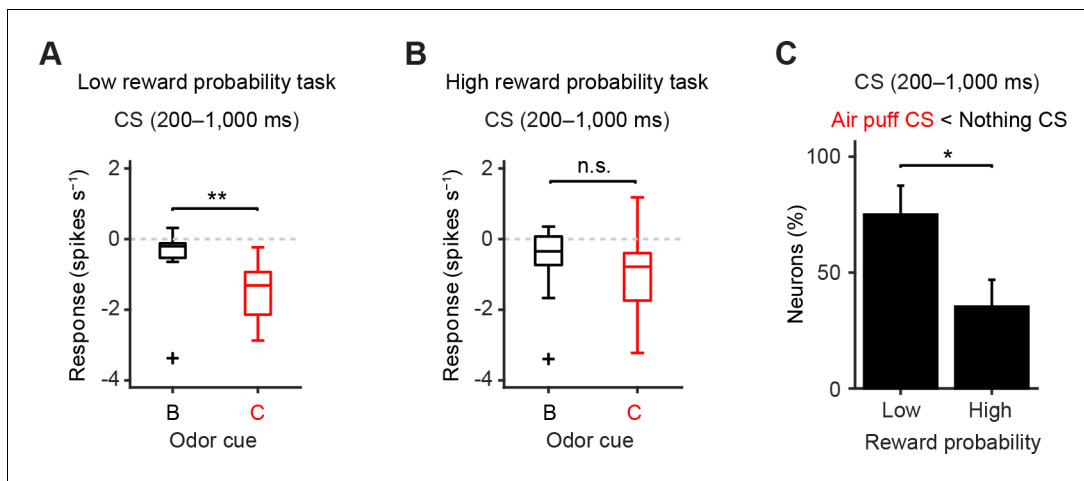 A
Low reward probability task
CS (200–1,000 ms)
Response (spikes s⁻¹)
2
0
-2
-4
**
B
C
Odor cue
B
High reward probability task
CS (200–1,000 ms)
Response (spikes s⁻¹)
2
0
-2
-4
n.s.
B
C
Odor cue
C
CS (200–1,000 ms)
Air puff CS < Nothing CS
Neurons (%)
100
50
0
*
Low
High
Reward probability